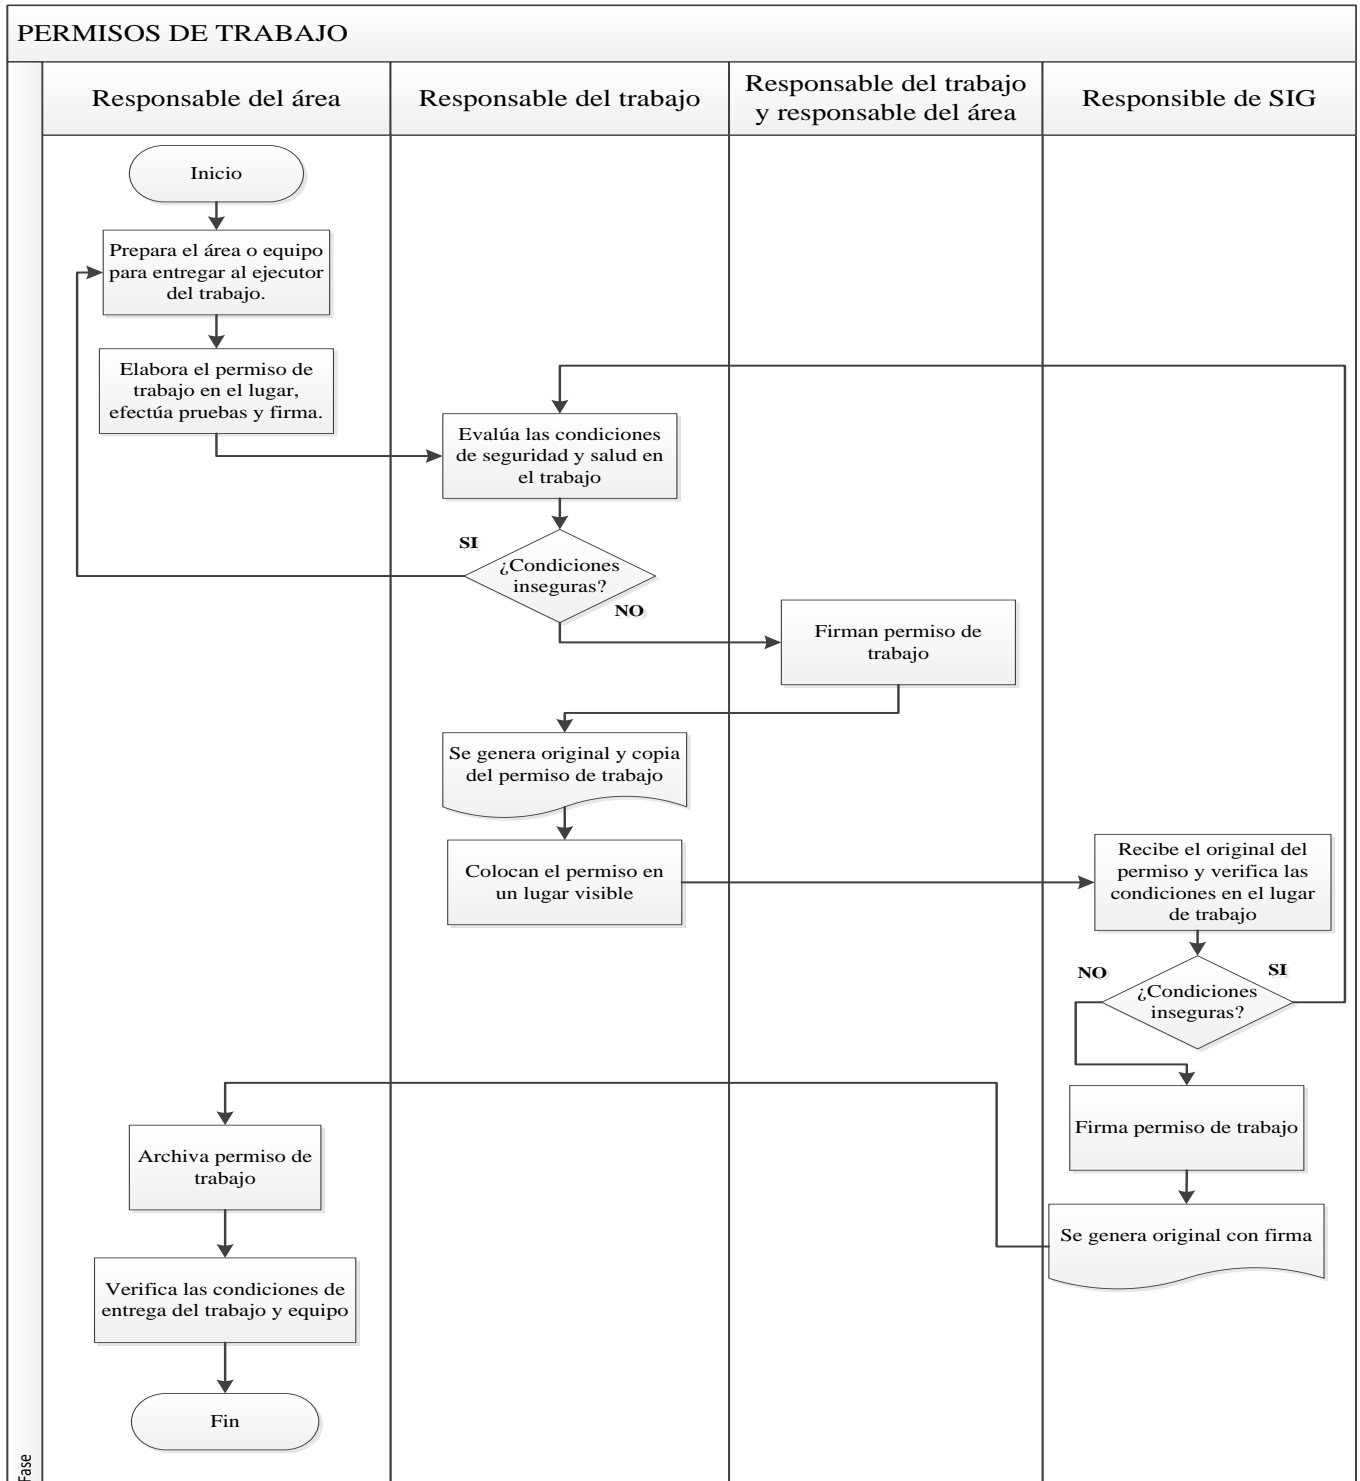 PERMISOS DE TRABAJO
Responsable del área
Responsable del trabajo
Responsable del trabajo
y responsable del área
Responsible de SIG
Inicio
Prepara el área o equipo
para entregar al ejecutor
del trabajo.
Elabora el permiso de
trabajo en el lugar,
efectúa pruebas y firma.
Evalúa las condiciones
de seguridad y salud en
el trabajo
SI
¿Condiciones
inseguras?
NO
Firman permiso de
trabajo
Se genera original y copia
del permiso de trabajo
Colocan el permiso en
un lugar visible
Recibe el original del
permiso y verifica las
condiciones en el lugar
de trabajo
NO
SI
¿Condiciones
inseguras?
Firma permiso de trabajo
Se genera original con firma
Archiva permiso de
trabajo
Verifica las condiciones de
entrega del trabajo y equipo
Fin
Fase